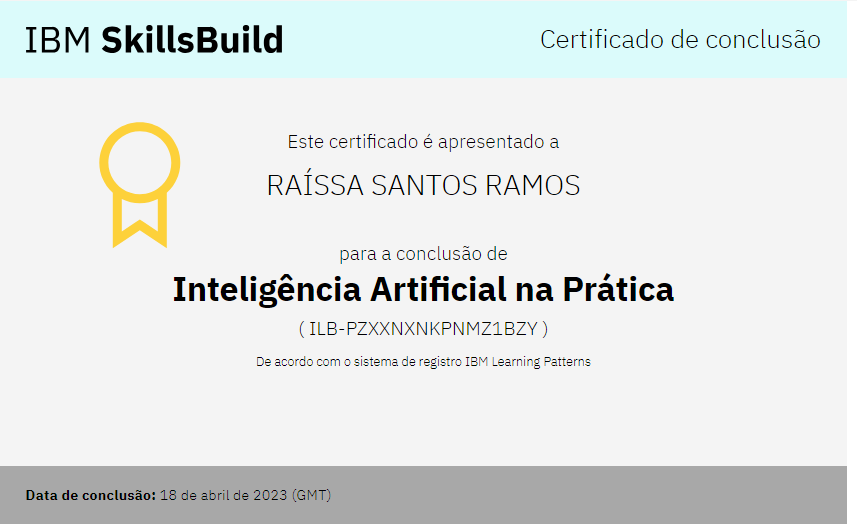 IBM SkillsBuild
Certificado de conclusão
Este certificado é apresentado a
RAÍSSA SANTOS RAMOS
para a conclusão de
Inteligência Artificial na Prática
( ILB-PZXXNXNKPNMZ1BZY )
De acordo com o sistema de registro IBM Learning Patterns
Data de conclusão: 18 de abril de 2023 (GMT)